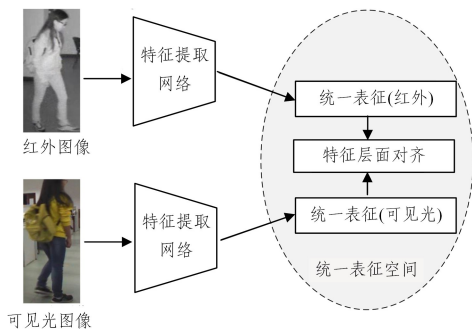 特征提取
网络
统一表征(红外)
红外图像
特征层面对齐
特征提取
网络
统一表征(可见光)
统一表征空间
可见光图像